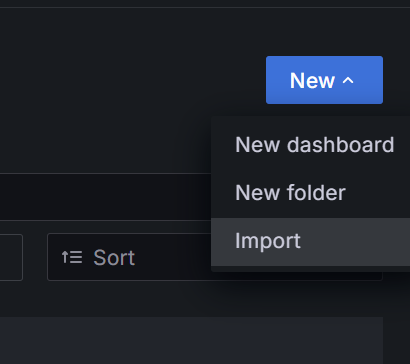 New
New dashboard
New folder
Import
Sort